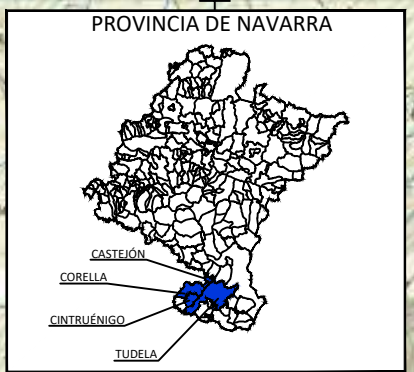 PROVINCIA DE NAVARRA
CASTEJÓN
CORELLA
CINTRUÉNIGO
TUDELA